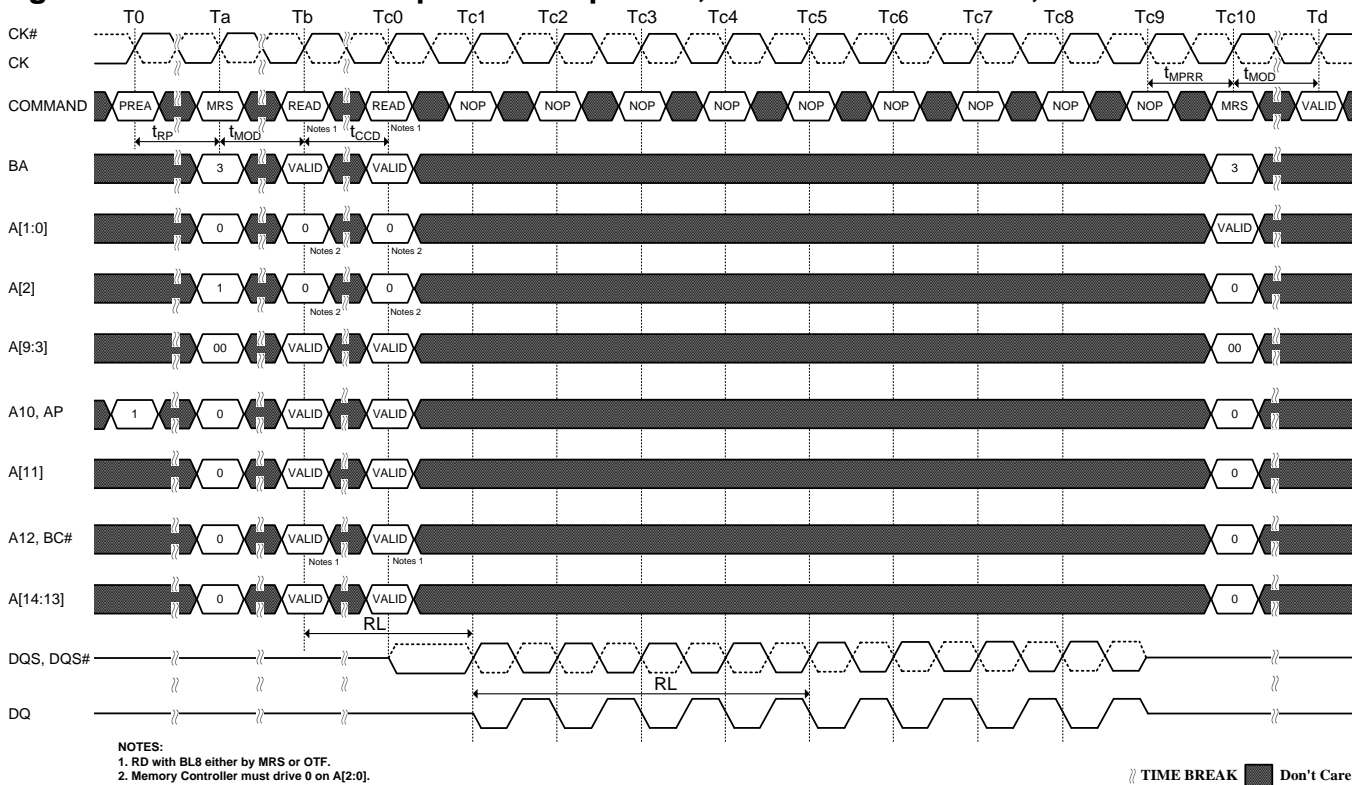 T0 Ta Tb Tc0 Tc1 Tc2 Tc3 Tc4 Tc5 Tc6 Tc7 Tc8 Tc9 Tc10 Td
CK#
CK
tMPRR tMOD
COMMAND PREA MRS READ READ NOP NOP NOP NOP NOP NOP NOP NOP NOP MRS VALID
Notes 1 Notes 1
tRP tMOD tCCD
BA 3 VALID VALID 3
A[1:0] 0 0 0 VALID
Notes 2 Notes 2
A[2] 1 0 0 0
Notes 2 Notes 2
A[9:3] 00 VALID VALID 00
A10, AP 1 0 VALID VALID 0
A[11] 0 VALID VALID 0
A12, BC# 0 VALID VALID 0
Notes 1 Notes 1
A[14:13] 0 VALID VALID 0
RL
DQS, DQS#
RL
DQ
NOTES:
1. RD with BL8 either by MRS or OTF.
2. Memory Controller must drive 0 on A[2:0].
TIME BREAK Don't Care